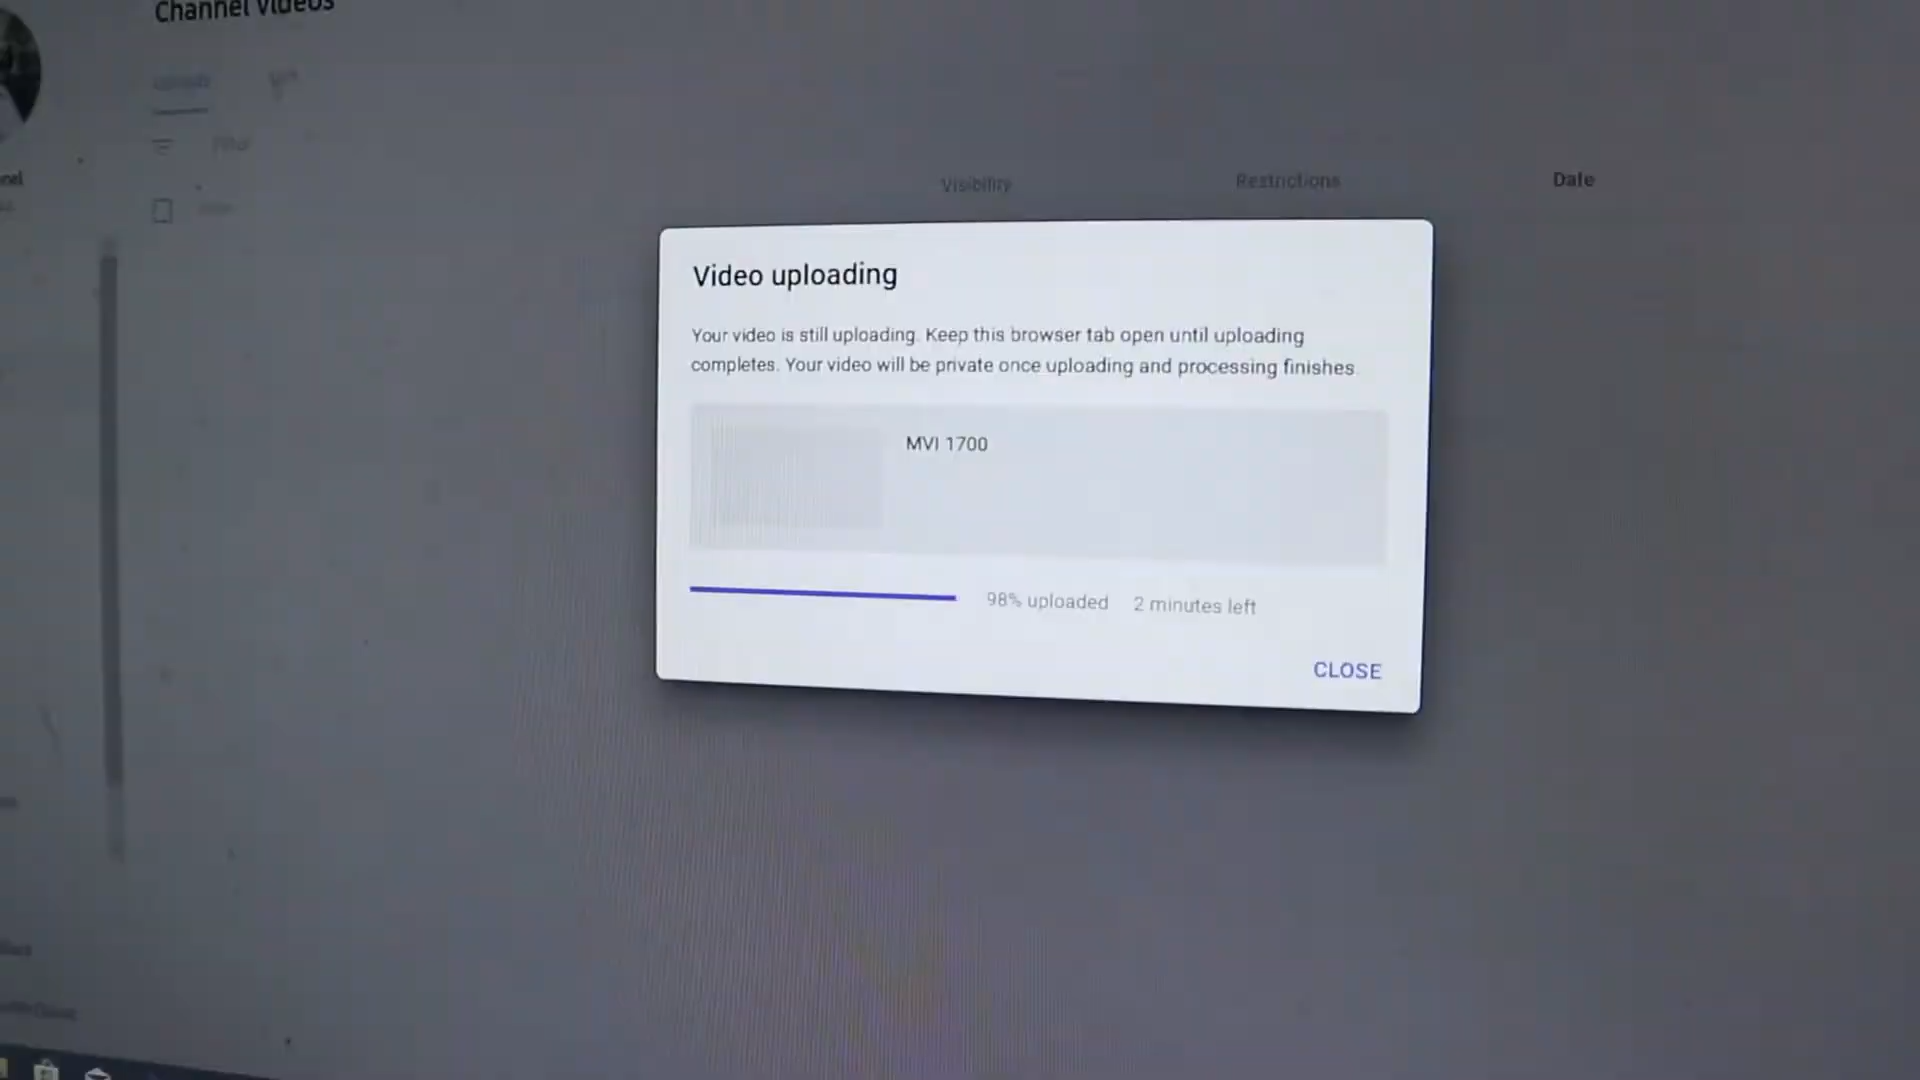 Channel videos
Uploads
Filter
Visibility
Restrictions
Date
Video uploading
Your video is still uploading. Keep this browser tab open until uploading
completes. Your video will be private once uploading and processing finishes.
MVI 1700
98% uploaded 2 minutes left
CLOSE